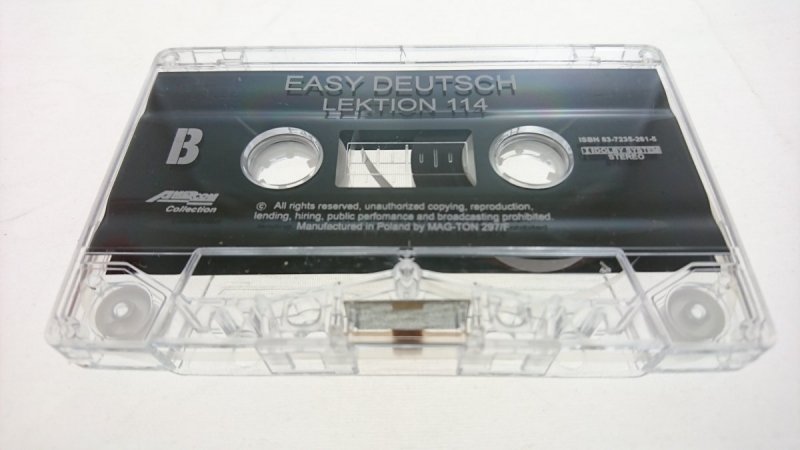 EASY DEUTSCH
LEKTION 114
B
AMERCOM
Collection
ISBN 83-7235-261-5
DOLBY SYSTEM
STEREO
© All rights reserved, unauthorized copying, reproduction,
lending, hiring, public perfomance and broadcasting prohibited.
Manufactured in Poland by MAG-TON 297/F